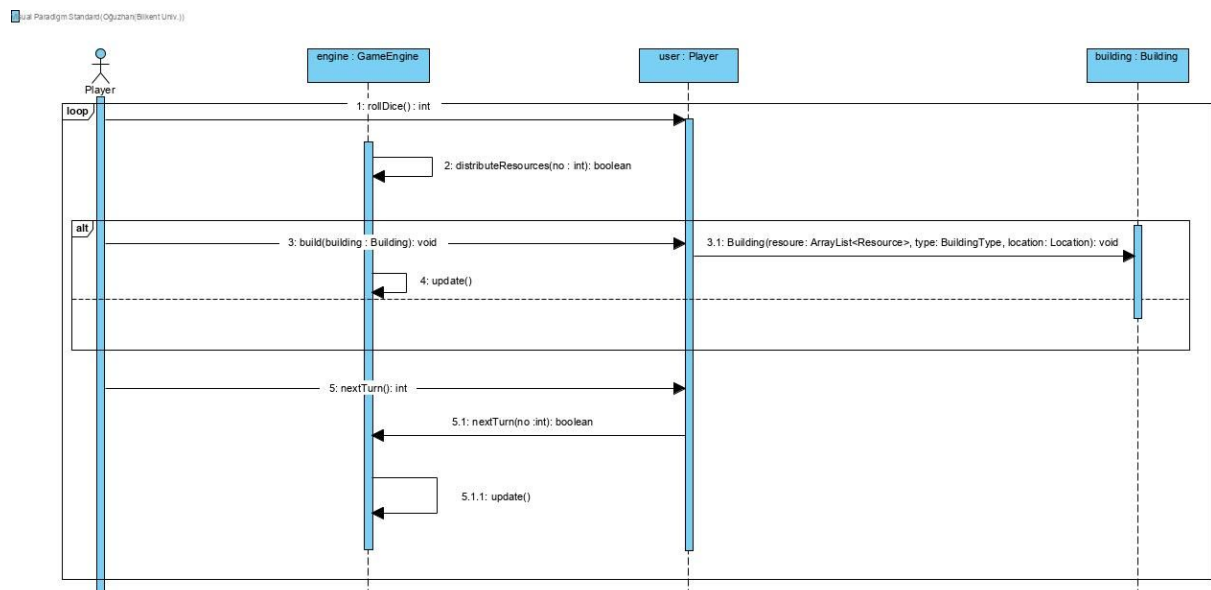 Visual Paradigm Standard(Oğuzhan(Bilkent Univ.))
engine : GameEngine
user : Player
building : Building
Player
loop
1: rollDice() : int
2: distributeResources(no : int): boolean
alt
3: build(building : Building): void
3.1: Building(resoure: ArrayList<Resource>, type: BuildingType, location: Location): void
4: update()
5: nextTurn(): int
5.1: nextTurn(no :int): boolean
5.1.1: update()